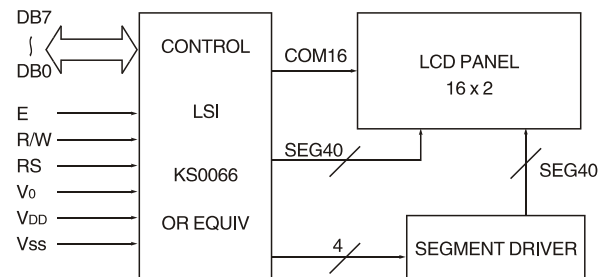 DB7
~
DB0
E
R/W
RS
V0
VDD
Vss
CONTROL
LSI
KS0066
OR EQUIV
COM16
SEG40
4
LCD PANEL
16 x 2
SEG40
SEGMENT DRIVER